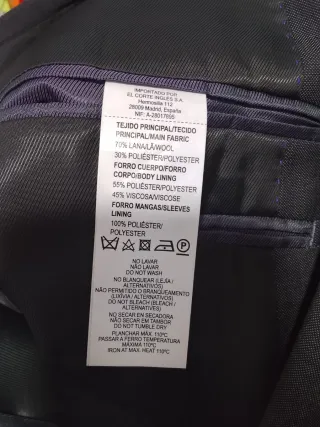 IMPORTADO POR
EL CORTE INGLES S.A
Hermosilla 112
28009 Madrid, España
NIF: A-28017895
TEJIDO PRINCIPAL/TECIDO
PRINCIPAL/MAIN FABRIC
70% LANA/LÃ/WOOL
30% POLIÉSTER/POLYESTER
FORRO CUERPO/FORRO
CORPO/BODY LINING
55% POLIÉSTER/POLYESTER
45% VISCOSA/VISCOSE
FORRO MANGAS/SLEEVES
LINING
100% POLIÉSTER/
POLYESTER
P
NO LAVAR
NÃO LAVAR
DO NOT WASH
NO BLANQUEAR (LEJÍA /
ALTERNATIVOS)
NÃO PERMITIDO O BRANQUEAMENTO
(LIXIVIA / ALTERNATIVOS)
DO NOT BLEACH (BLEACH /
ALTERNATIVES)
NO SECAR EN SECADORA
NÃO SECAR EM TAMBOR
DO NOT TUMBLE DRY
PLANCHAR MÁX. 110ºC
PASSAR A FERRO TEMPERATURA
MÁXIMA 110ºC
IRON AT MAX. HEAT 110ºC